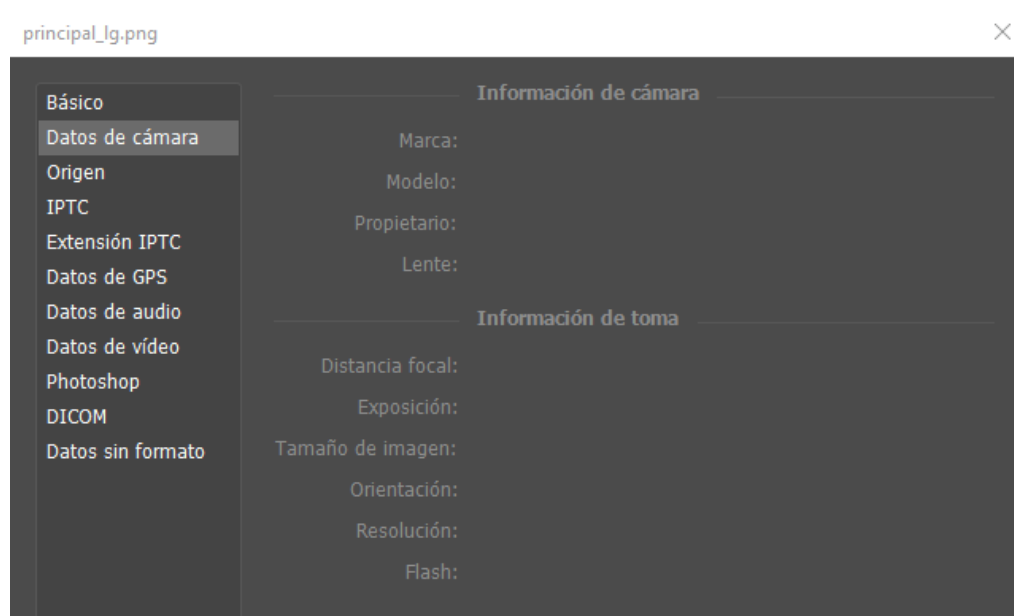 principal_lg.png
Básico
Datos de cámara
Origen
IPTC
Extensión IPTC
Datos de GPS
Datos de audio
Datos de vídeo
Photoshop
DICOM
Datos sin formato
Información de cámara
Marca:
Modelo:
Propietario:
Lente:
Información de toma
Distancia focal:
Exposición:
Tamaño de imagen:
Orientación:
Resolución:
Flash: